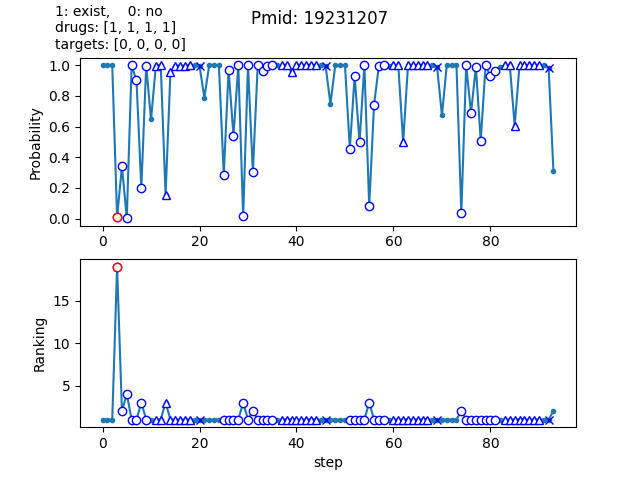 1: exist,    0: no
drugs: [1, 1, 1, 1]
targets: [0, 0, 0, 0]
Pmid: 19231207
1.0
0.8
0.6
0.4
0.2
0.0
Probability
0 20 40 60 80
15
10
5
Ranking
0 20 40 60 80
step